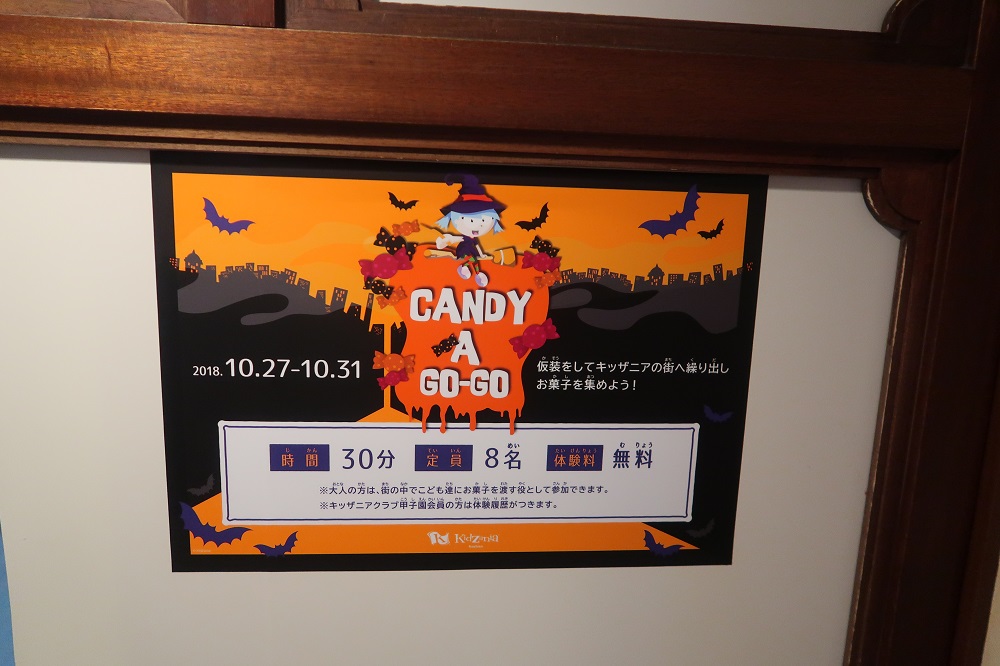 CANDY
A
GO-GO
2018. 10.27-10.31
仮装をしてキッザニアの街へ繰り出し
お菓子を集めよう！
時間 30分 定員 8名 体験料 無料
※大人の方は、街の中でこども達にお菓子を渡す役として参加できます。
※キッザニアクラブ甲子園会員の方は体験履歴がつきます。
KidZania